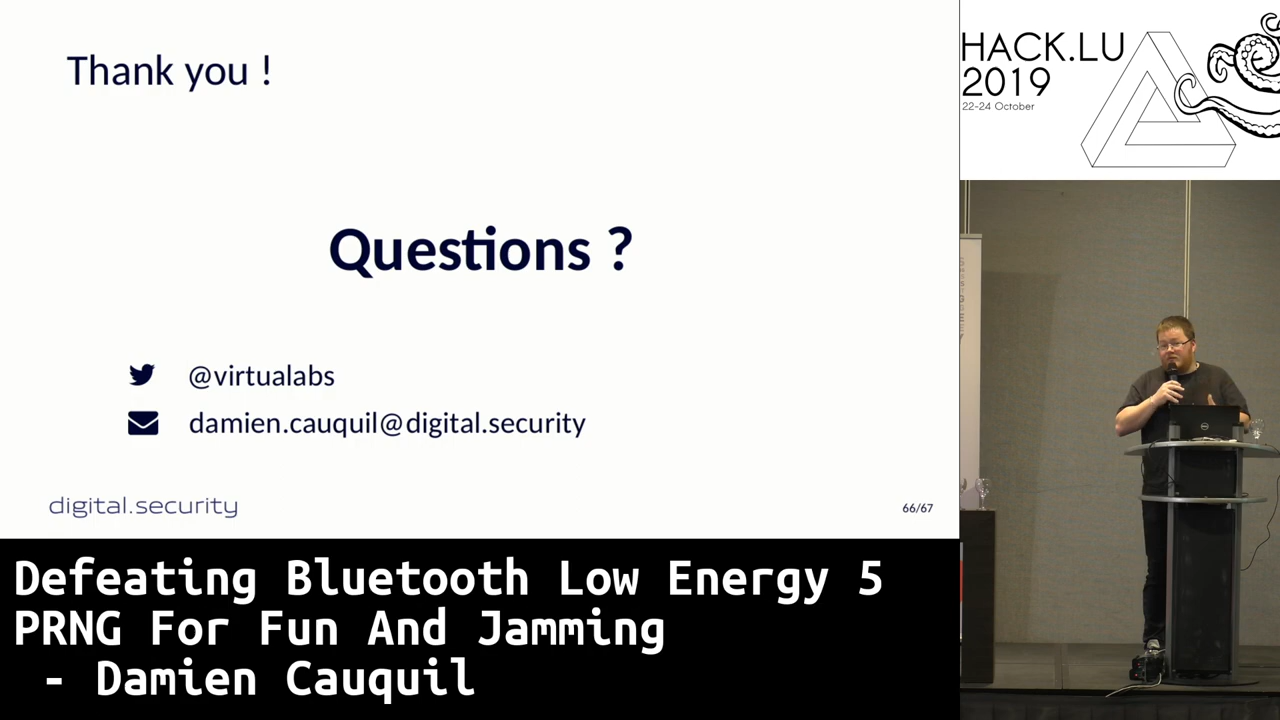 Thank you !
Questions ?
@virtualabs
damien.cauquil@digital.security
digital.security
66/67
HACK.LU
2019
22-24 October
Defeating Bluetooth Low Energy 5
PRNG For Fun And Jamming
- Damien Cauquil